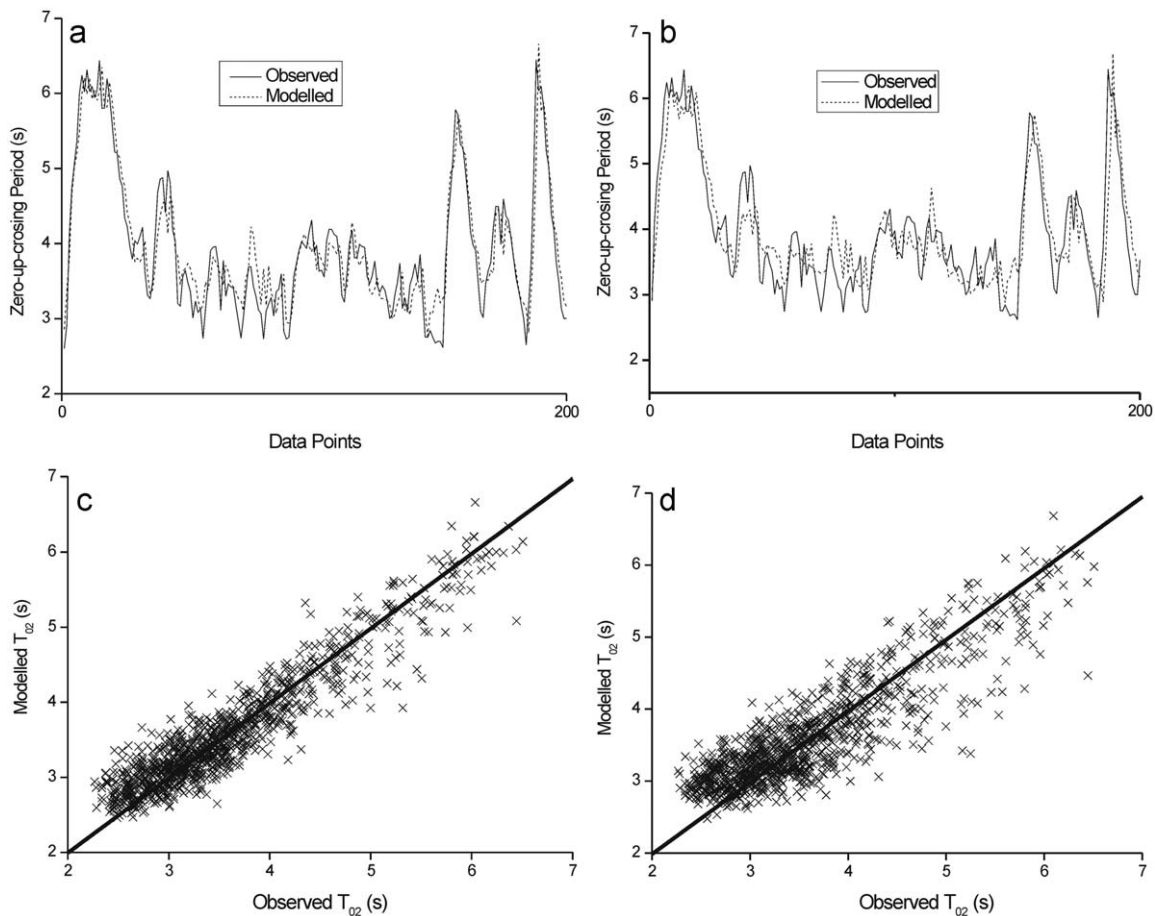 a
7
6
5
4
3
2
Zero-up-crosing Period (s)
Observed
Modelled
0
200
Data Points
b
7
6
5
4
3
2
Zero-up-crosing Period (s)
Observed
Modelled
0
200
Data Points
c
7
6
5
4
3
2
Modelled T02 (s)
2 3 4 5 6 7
Observed T02 (s)
d
7
6
5
4
3
2
Modelled T02 (s)
2 3 4 5 6 7
Observed T02 (s)